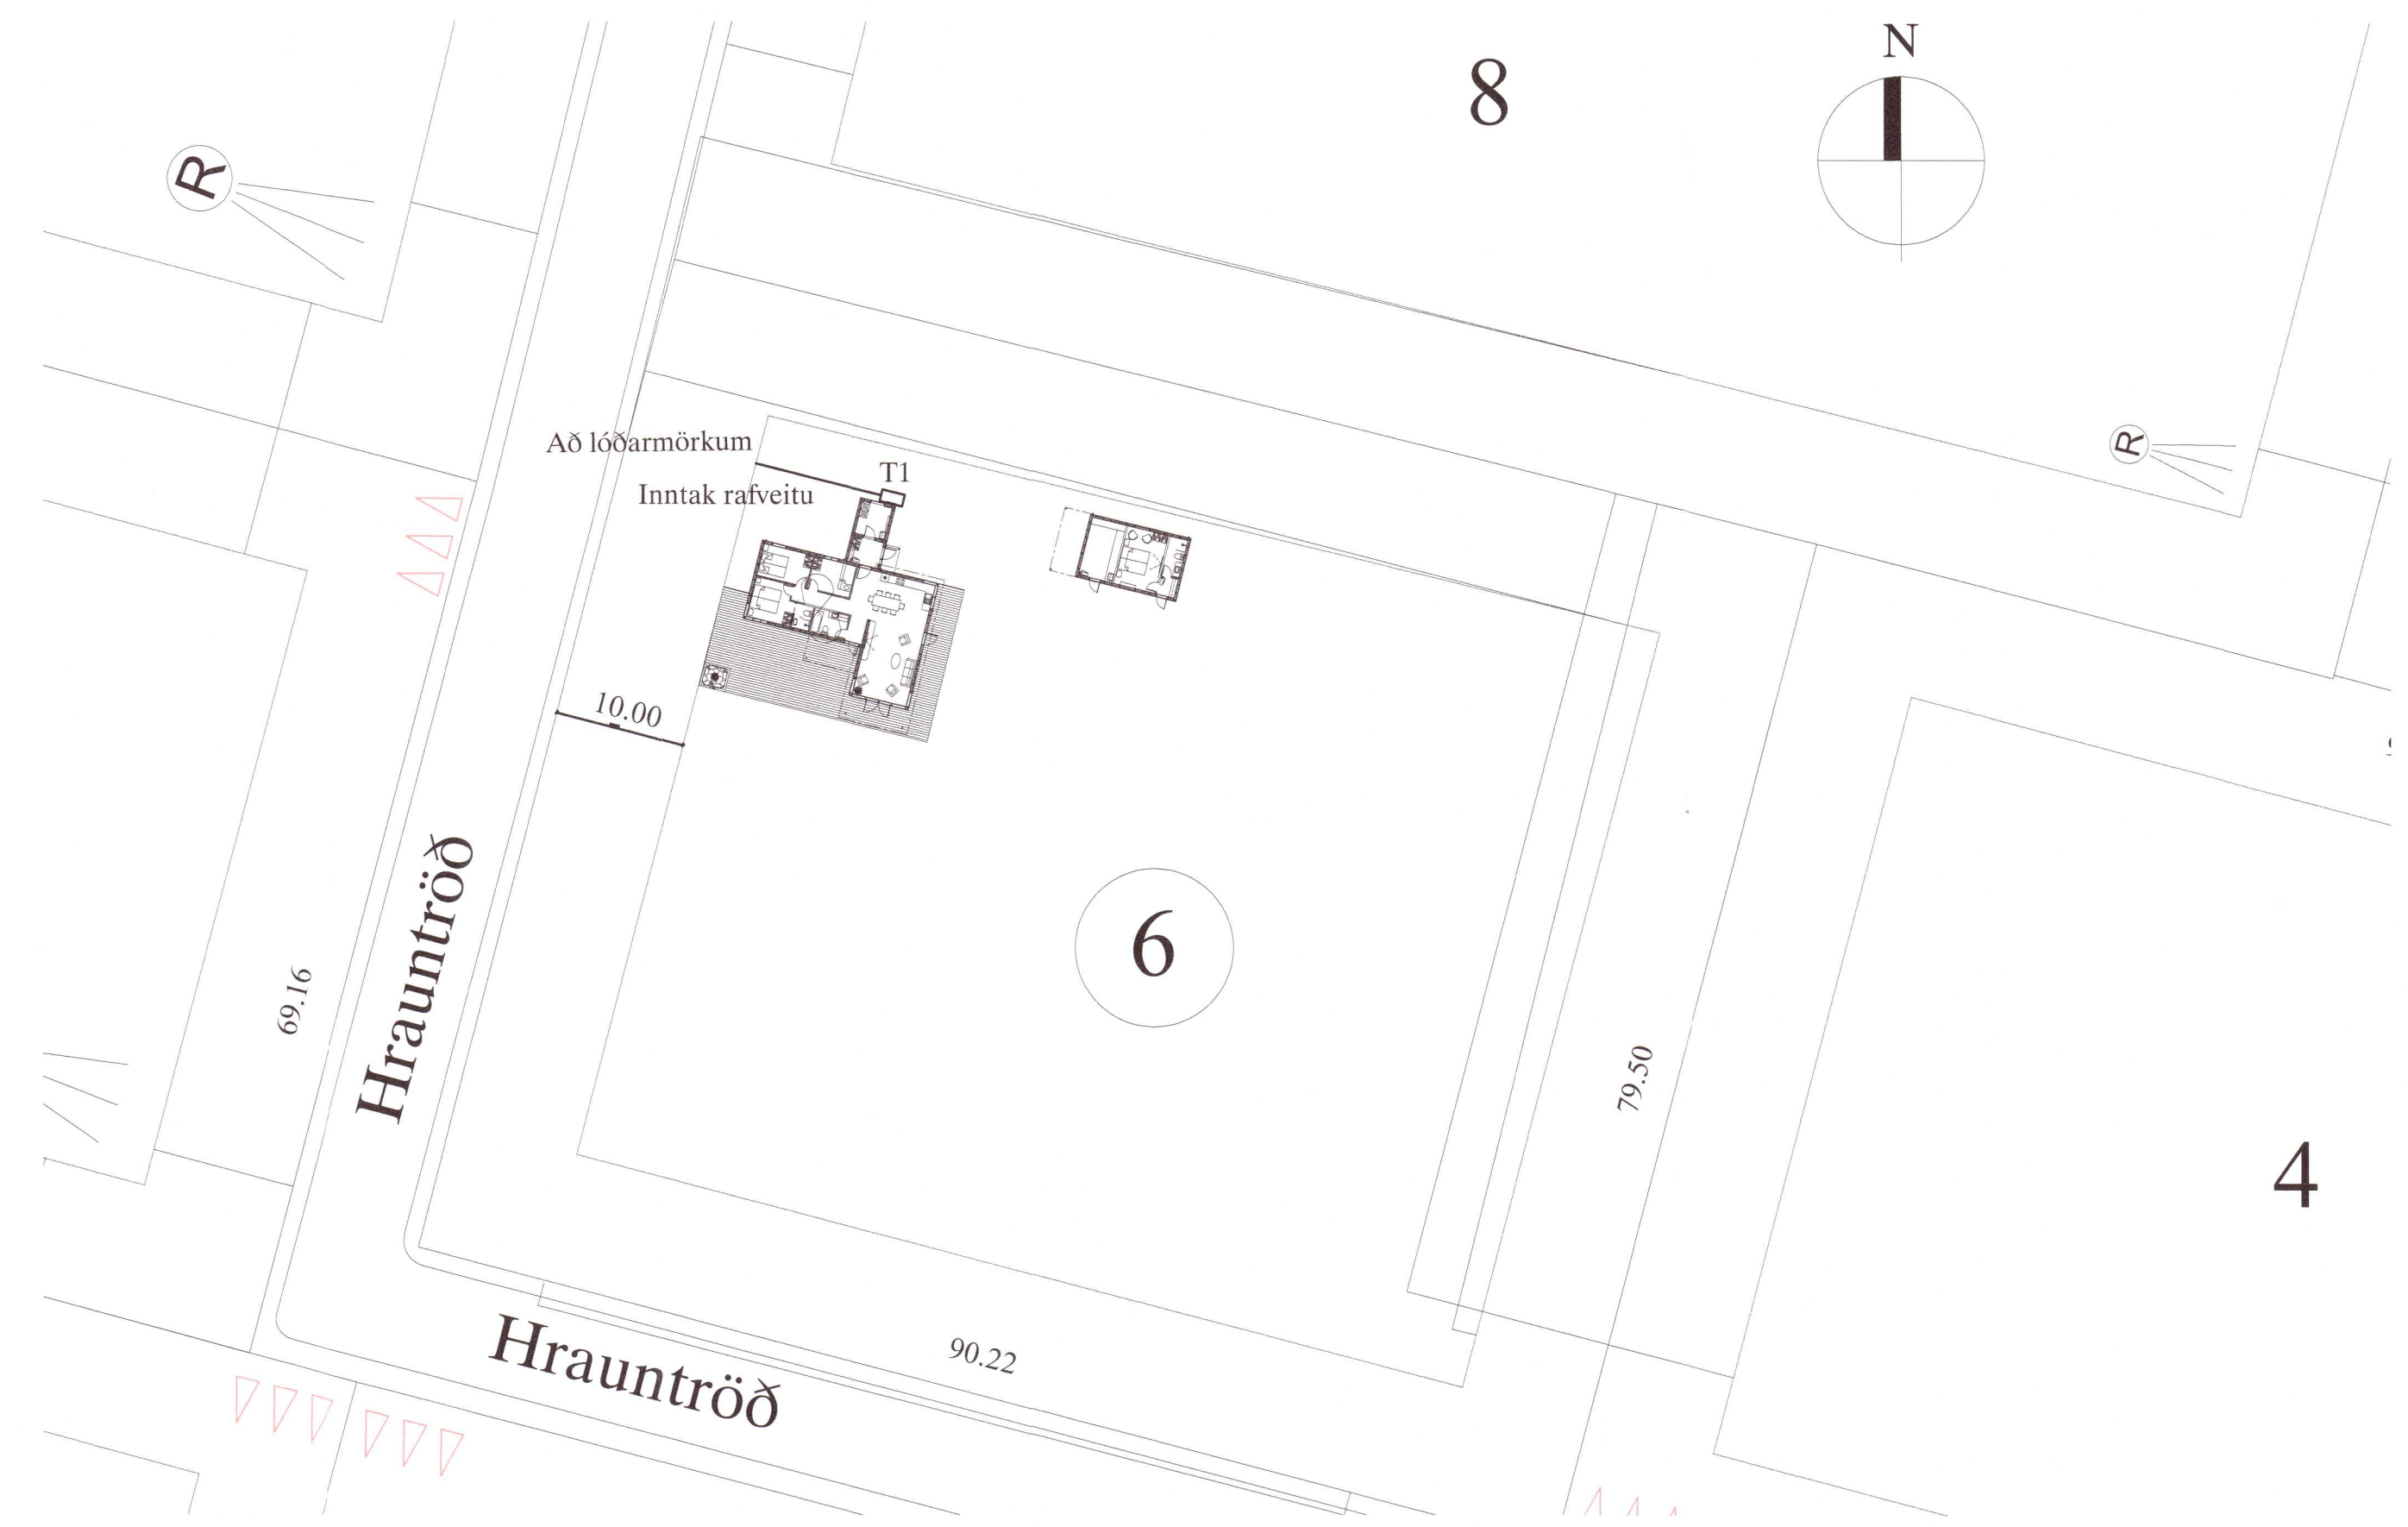 N
8
R
R
Að lóðarmörkum
T1
Inntak rafveitu
10.00
6
Hrauntröð
69.16
79.50
4
Hrauntröð
90.22